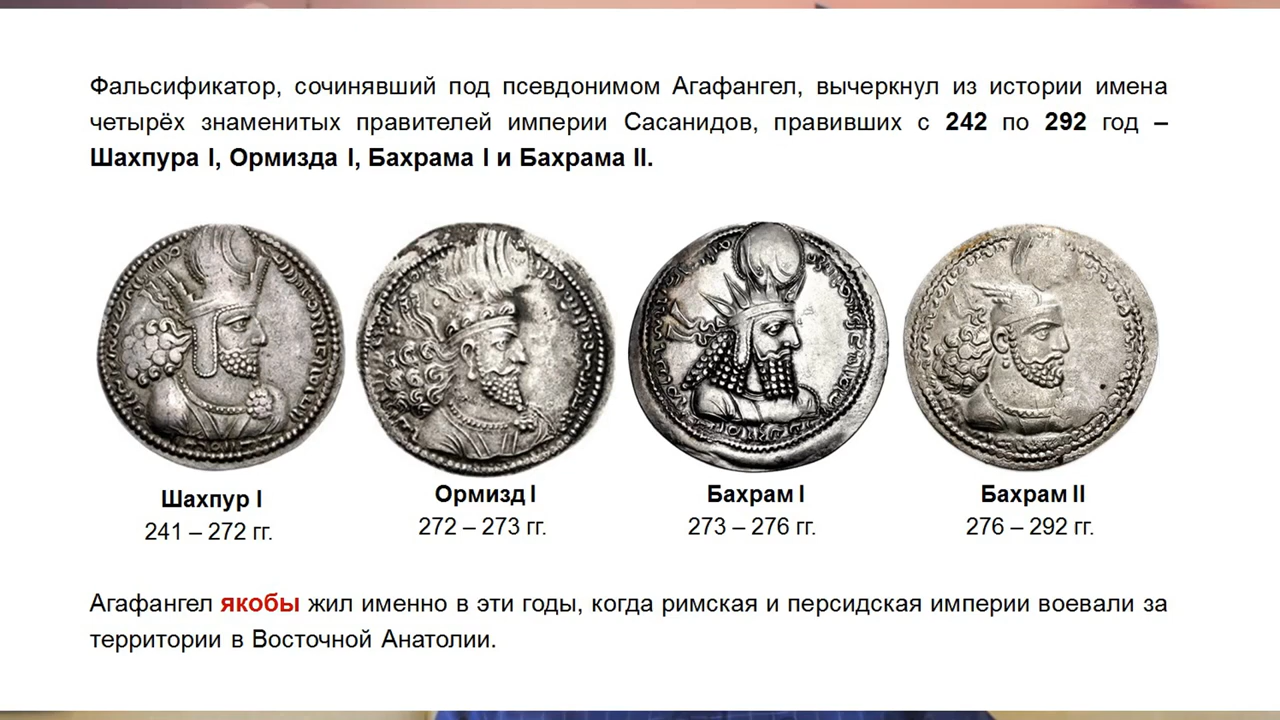 Фальсификатор, сочинявший под псевдонимом Агафангел, вычеркнул из истории имена
четырёх знаменитых правителей империи Сасанидов, правивших с 242 по 292 год –
Шахпура I, Ормизда I, Бахрама I и Бахрама II.
Шахпур I
241 – 272 гг.
Ормизд I
272 – 273 гг.
Бахрам I
273 – 276 гг.
Бахрам II
276 – 292 гг.
Агафангел якобы жил именно в эти годы, когда римская и персидская империи воевали за
территории в Восточной Анатолии.